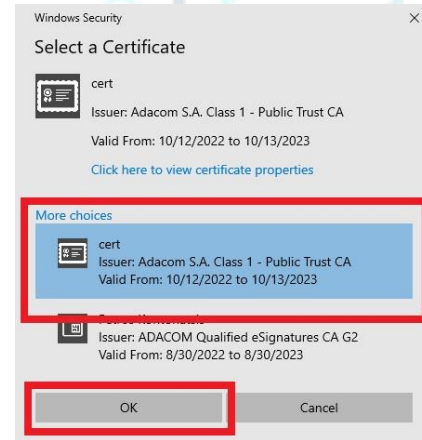 Windows Security
Select a Certificate
cert
Issuer: Adacom S.A. Class 1 - Public Trust CA
Valid From: 10/12/2022 to 10/13/2023
Click here to view certificate properties
More choices
cert
Issuer: Adacom S.A. Class 1 - Public Trust CA
Valid From: 10/12/2022 to 10/13/2023
Issuer: ADACOM Qualified eSignatures CA G2
Valid From: 8/30/2022 to 8/30/2023
OK
Cancel